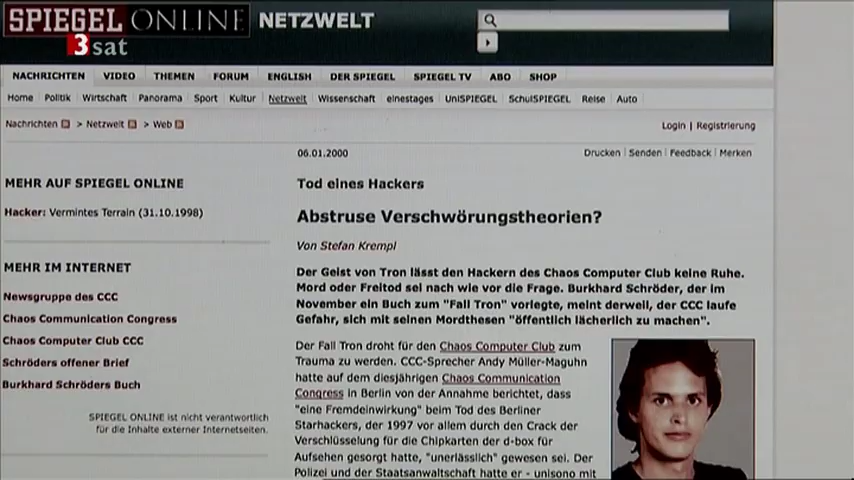 SPIEGEL ONLINE NETZWELT
3sat
NACHRICHTEN VIDEO THEMEN FORUM ENGLISH DER SPIEGEL SPIEGEL TV ABO SHOP
Home Politik Wirtschaft Panorama Sport Kultur Netzwelt Wissenschaft einestages UniSPIEGEL SchulSPIEGEL Reise Auto
Nachrichten > Netzwelt > Web
Login | Registrierung
06.01.2000
Drucken | Senden | Feedback | Merken
MEHR AUF SPIEGEL ONLINE
Hacker: Vermintes Terrain (31.10.1998)
MEHR IM INTERNET
Newsgruppe des CCC
Chaos Communication Congress
Chaos Computer Club CCC
Schröders offener Brief
Burkhard Schröders Buch
SPIEGEL ONLINE ist nicht verantwortlich
für die Inhalte externer Internetseiten.
Tod eines Hackers
Abstruse Verschwörungstheorien?
Von Stefan Krempl
Der Geist von Tron lässt den Hackern des Chaos Computer Club keine Ruhe.
Mord oder Freitod sei nach wie vor die Frage. Burkhard Schröder, der im
November ein Buch zum "Fall Tron" vorlegte, meint derweil, der CCC laufe
Gefahr, sich mit seinen Mordthesen "öffentlich lächerlich zu machen".
Der Fall Tron droht für den Chaos Computer Club zum
Trauma zu werden. CCC-Sprecher Andy Müller-Maguhn
hatte auf dem diesjährigen Chaos Communication
Congress in Berlin von der Annahme berichtet, dass
"eine Fremdeinwirkung" beim Tod des Berliner
Starhackers, der 1997 vor allem durch den Crack der
Verschlüsselung für die Chipkarten der d-box für
Aufsehen gesorgt hatte, "unerlässlich" gewesen sei. Der
Polizei und der Staatsanwaltschaft hatte er - unisono mit